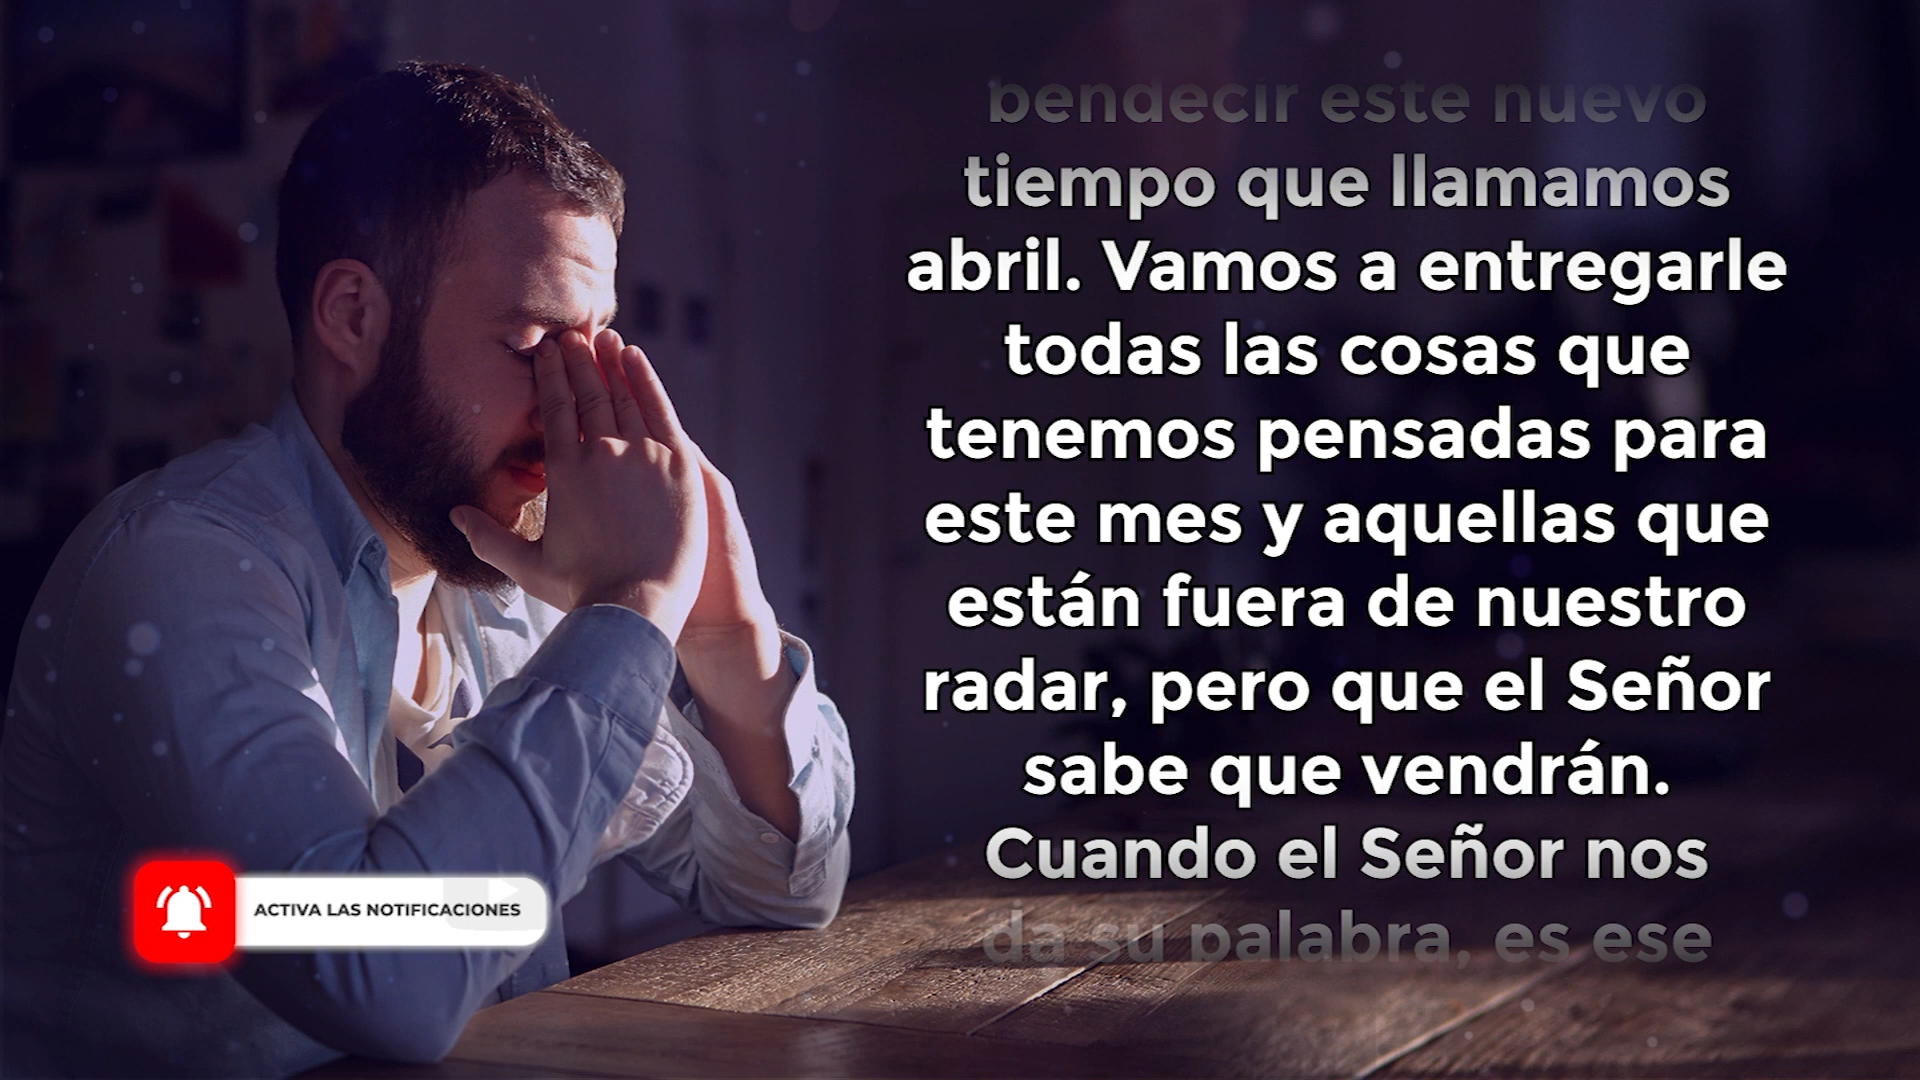 bendecir este nuevo
tiempo que llamamos
abril. Vamos a entregarle
todas las cosas que
tenemos pensadas para
este mes y aquellas que
están fuera de nuestro
radar, pero que el Señor
sabe que vendrán.
Cuando el Señor nos
da su palabra, es ese
ACTIVA LAS NOTIFICACIONES